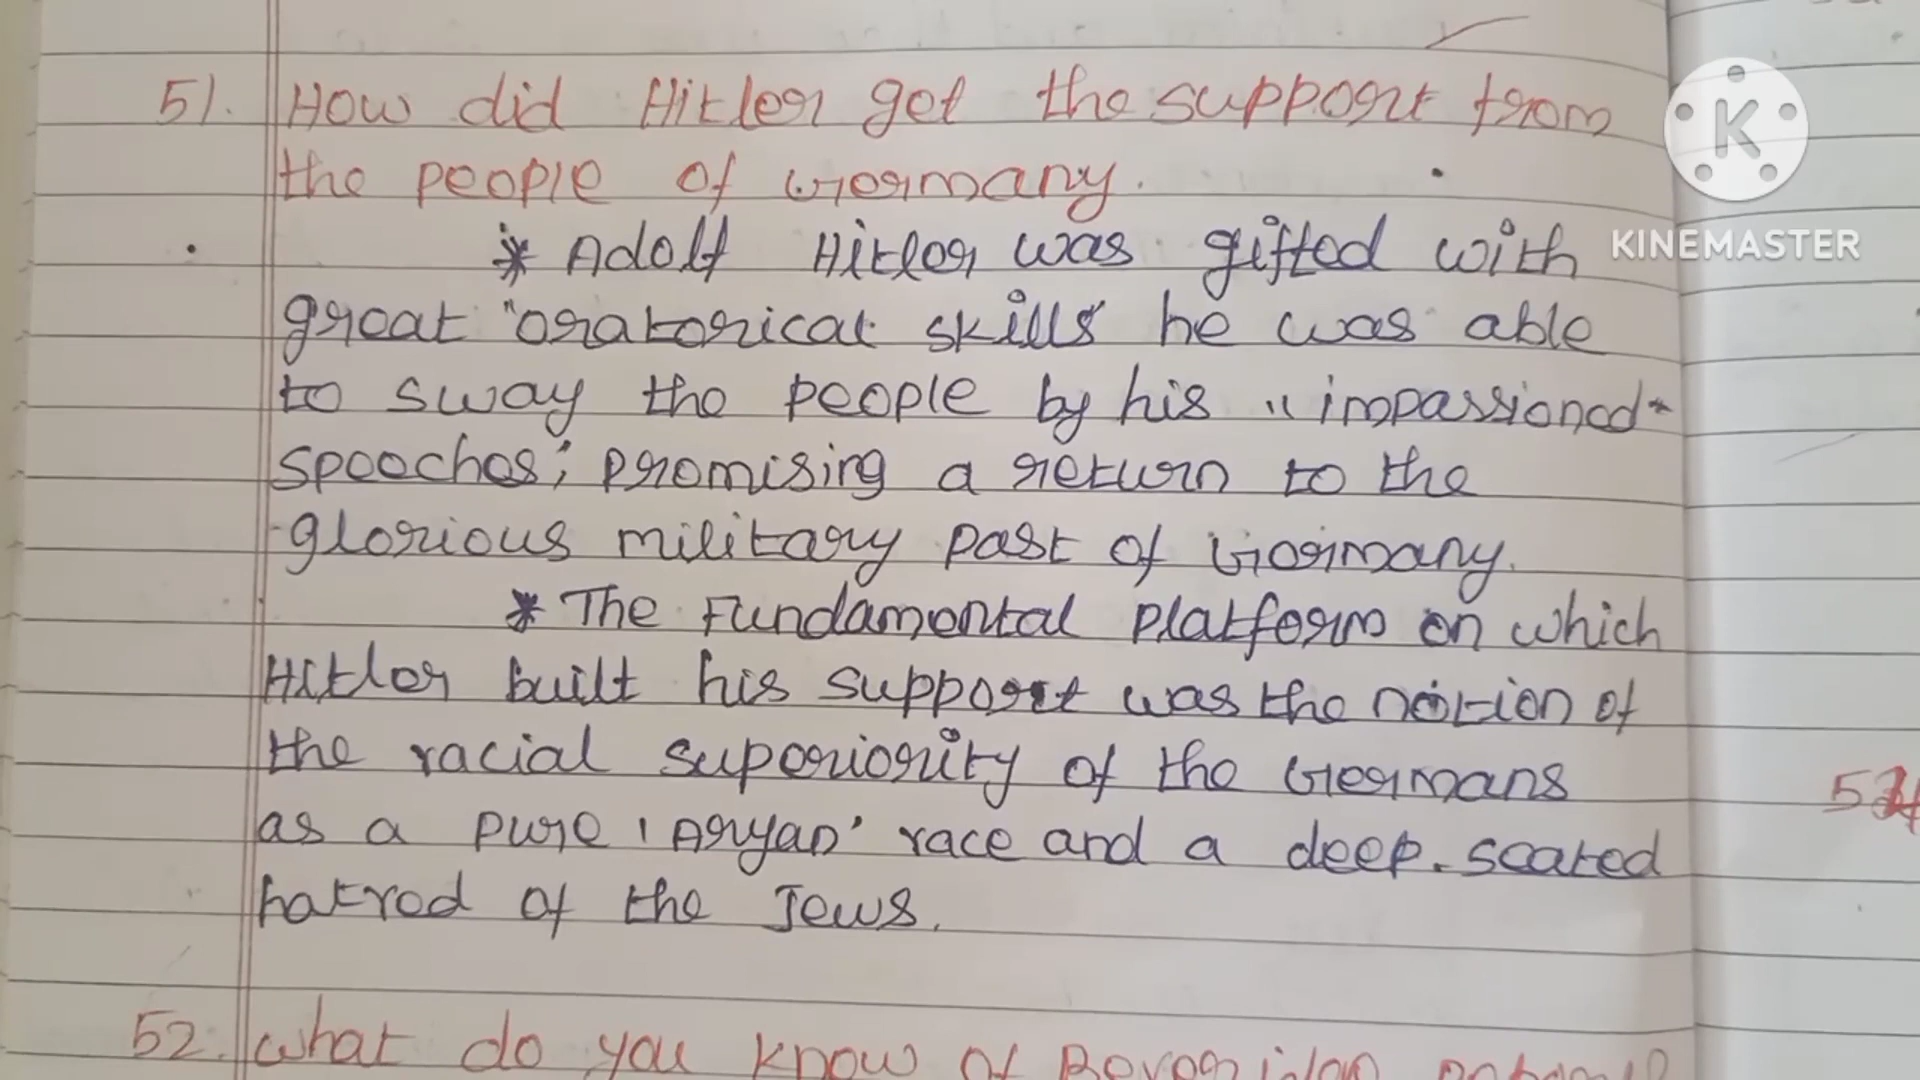 51. How did Hitler get the support from
the people of Germany.
* Adolf Hitler was gifted with
great "oratorical skills" he was able
to sway the people by his "impassioned
speeches", promising a return to the
glorious military past of Germany.
* The Fundamental Platform on which
Hitler built his support was the notion of
the racial superiority of the Germans
as a pure 'Aryan' race and a deep-seated
hatred of the Jews.
52. What do you know of
K
KINEMASTER